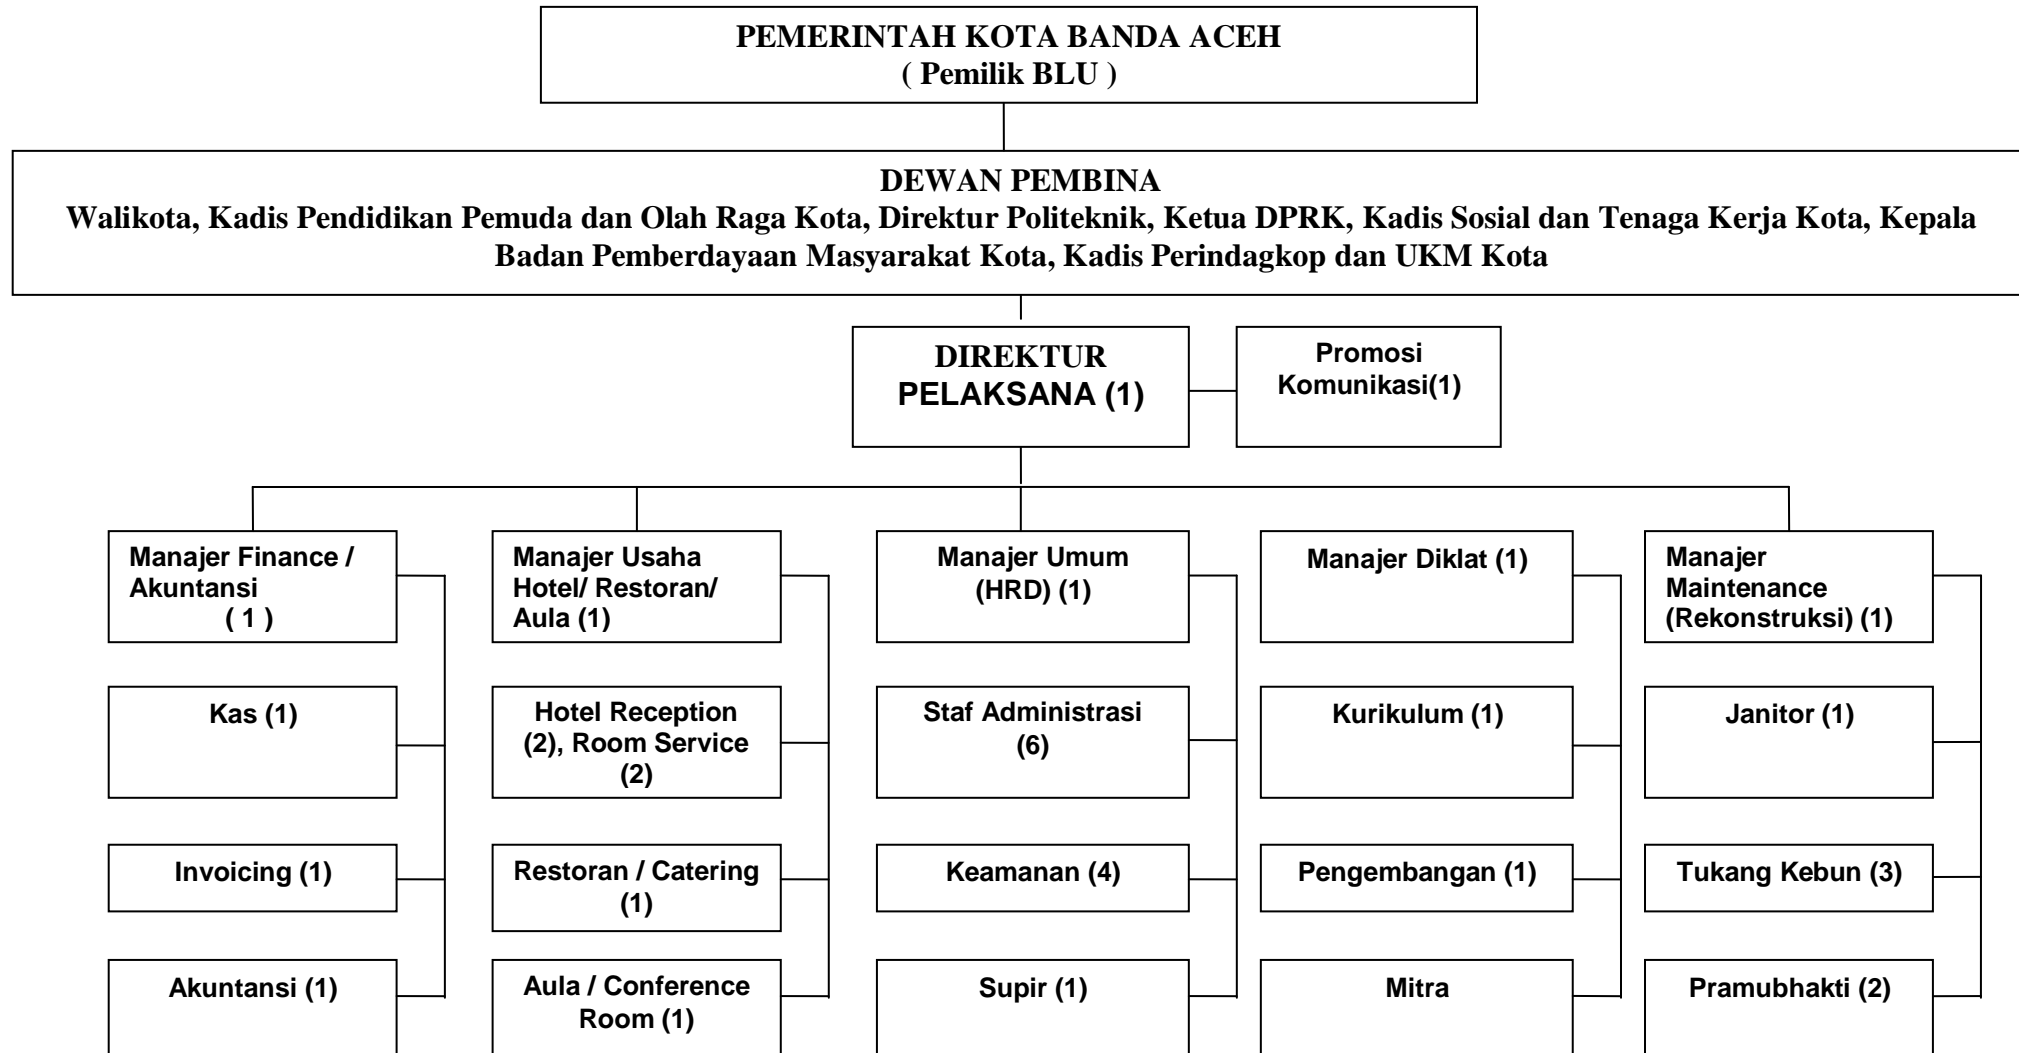 PEMERINTAH KOTA BANDA ACEH
( Pemilik BLU )
DEWAN PEMBINA
Walikota, Kadis Pendidikan Pemuda dan Olah Raga Kota, Direktur Politeknik, Ketua DPRK, Kadis Sosial dan Tenaga Kerja Kota, Kepala
Badan Pemberdayaan Masyarakat Kota, Kadis Perindagkop dan UKM Kota
DIREKTUR
PELAKSANA (1)
Promosi
Komunikasi(1)
Manajer Finance /
Akuntansi
( 1 )
Manajer Usaha
Hotel/ Restoran/
Aula (1)
Manajer Umum
(HRD) (1)
Manajer Diklat (1)
Manajer
Maintenance
(Rekonstruksi) (1)
Kas (1)
Hotel Reception
(2), Room Service
(2)
Staf Administrasi
(6)
Kurikulum (1)
Janitor (1)
Invoicing (1)
Restoran / Catering
(1)
Keamanan (4)
Pengembangan (1)
Tukang Kebun (3)
Akuntansi (1)
Aula / Conference
Room (1)
Supir (1)
Mitra
Pramubhakti (2)